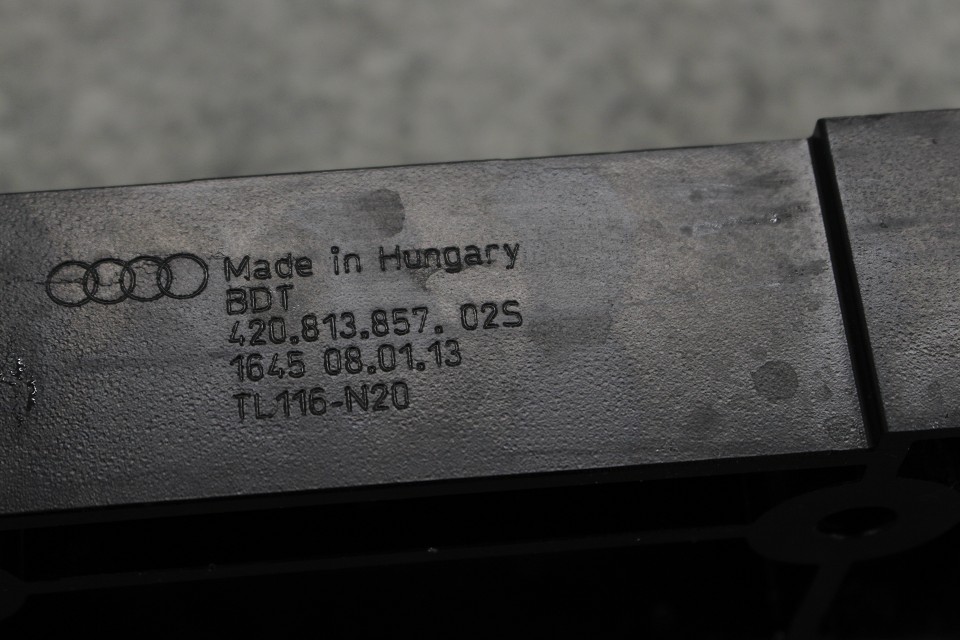 Made in Hungary
BDT
420.813.857. 02S
1645 08.01.13
TL116-N20